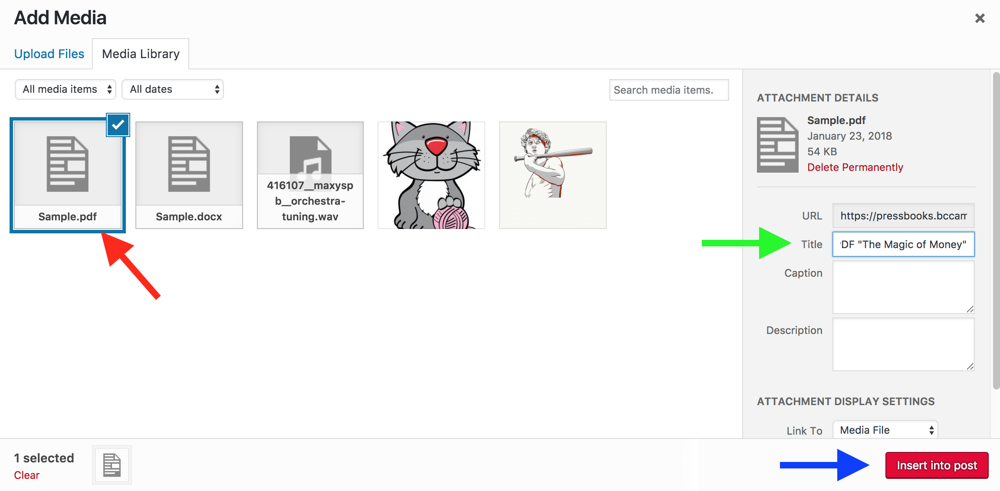 Add Media
Upload Files
Media Library
All media items
All dates
Search media items.
Sample.pdf
Sample.docx
416107__maxysp
b__orchestra-
tuning.wav
ATTACHMENT DETAILS
Sample.pdf
January 23, 2018
54 KB
Delete Permanently
URL
https://pressbooks.bccam
Title
DF "The Magic of Money"
Caption
Description
ATTACHMENT DISPLAY SETTINGS
Link To
Media File
1 selected
Clear
Insert into post